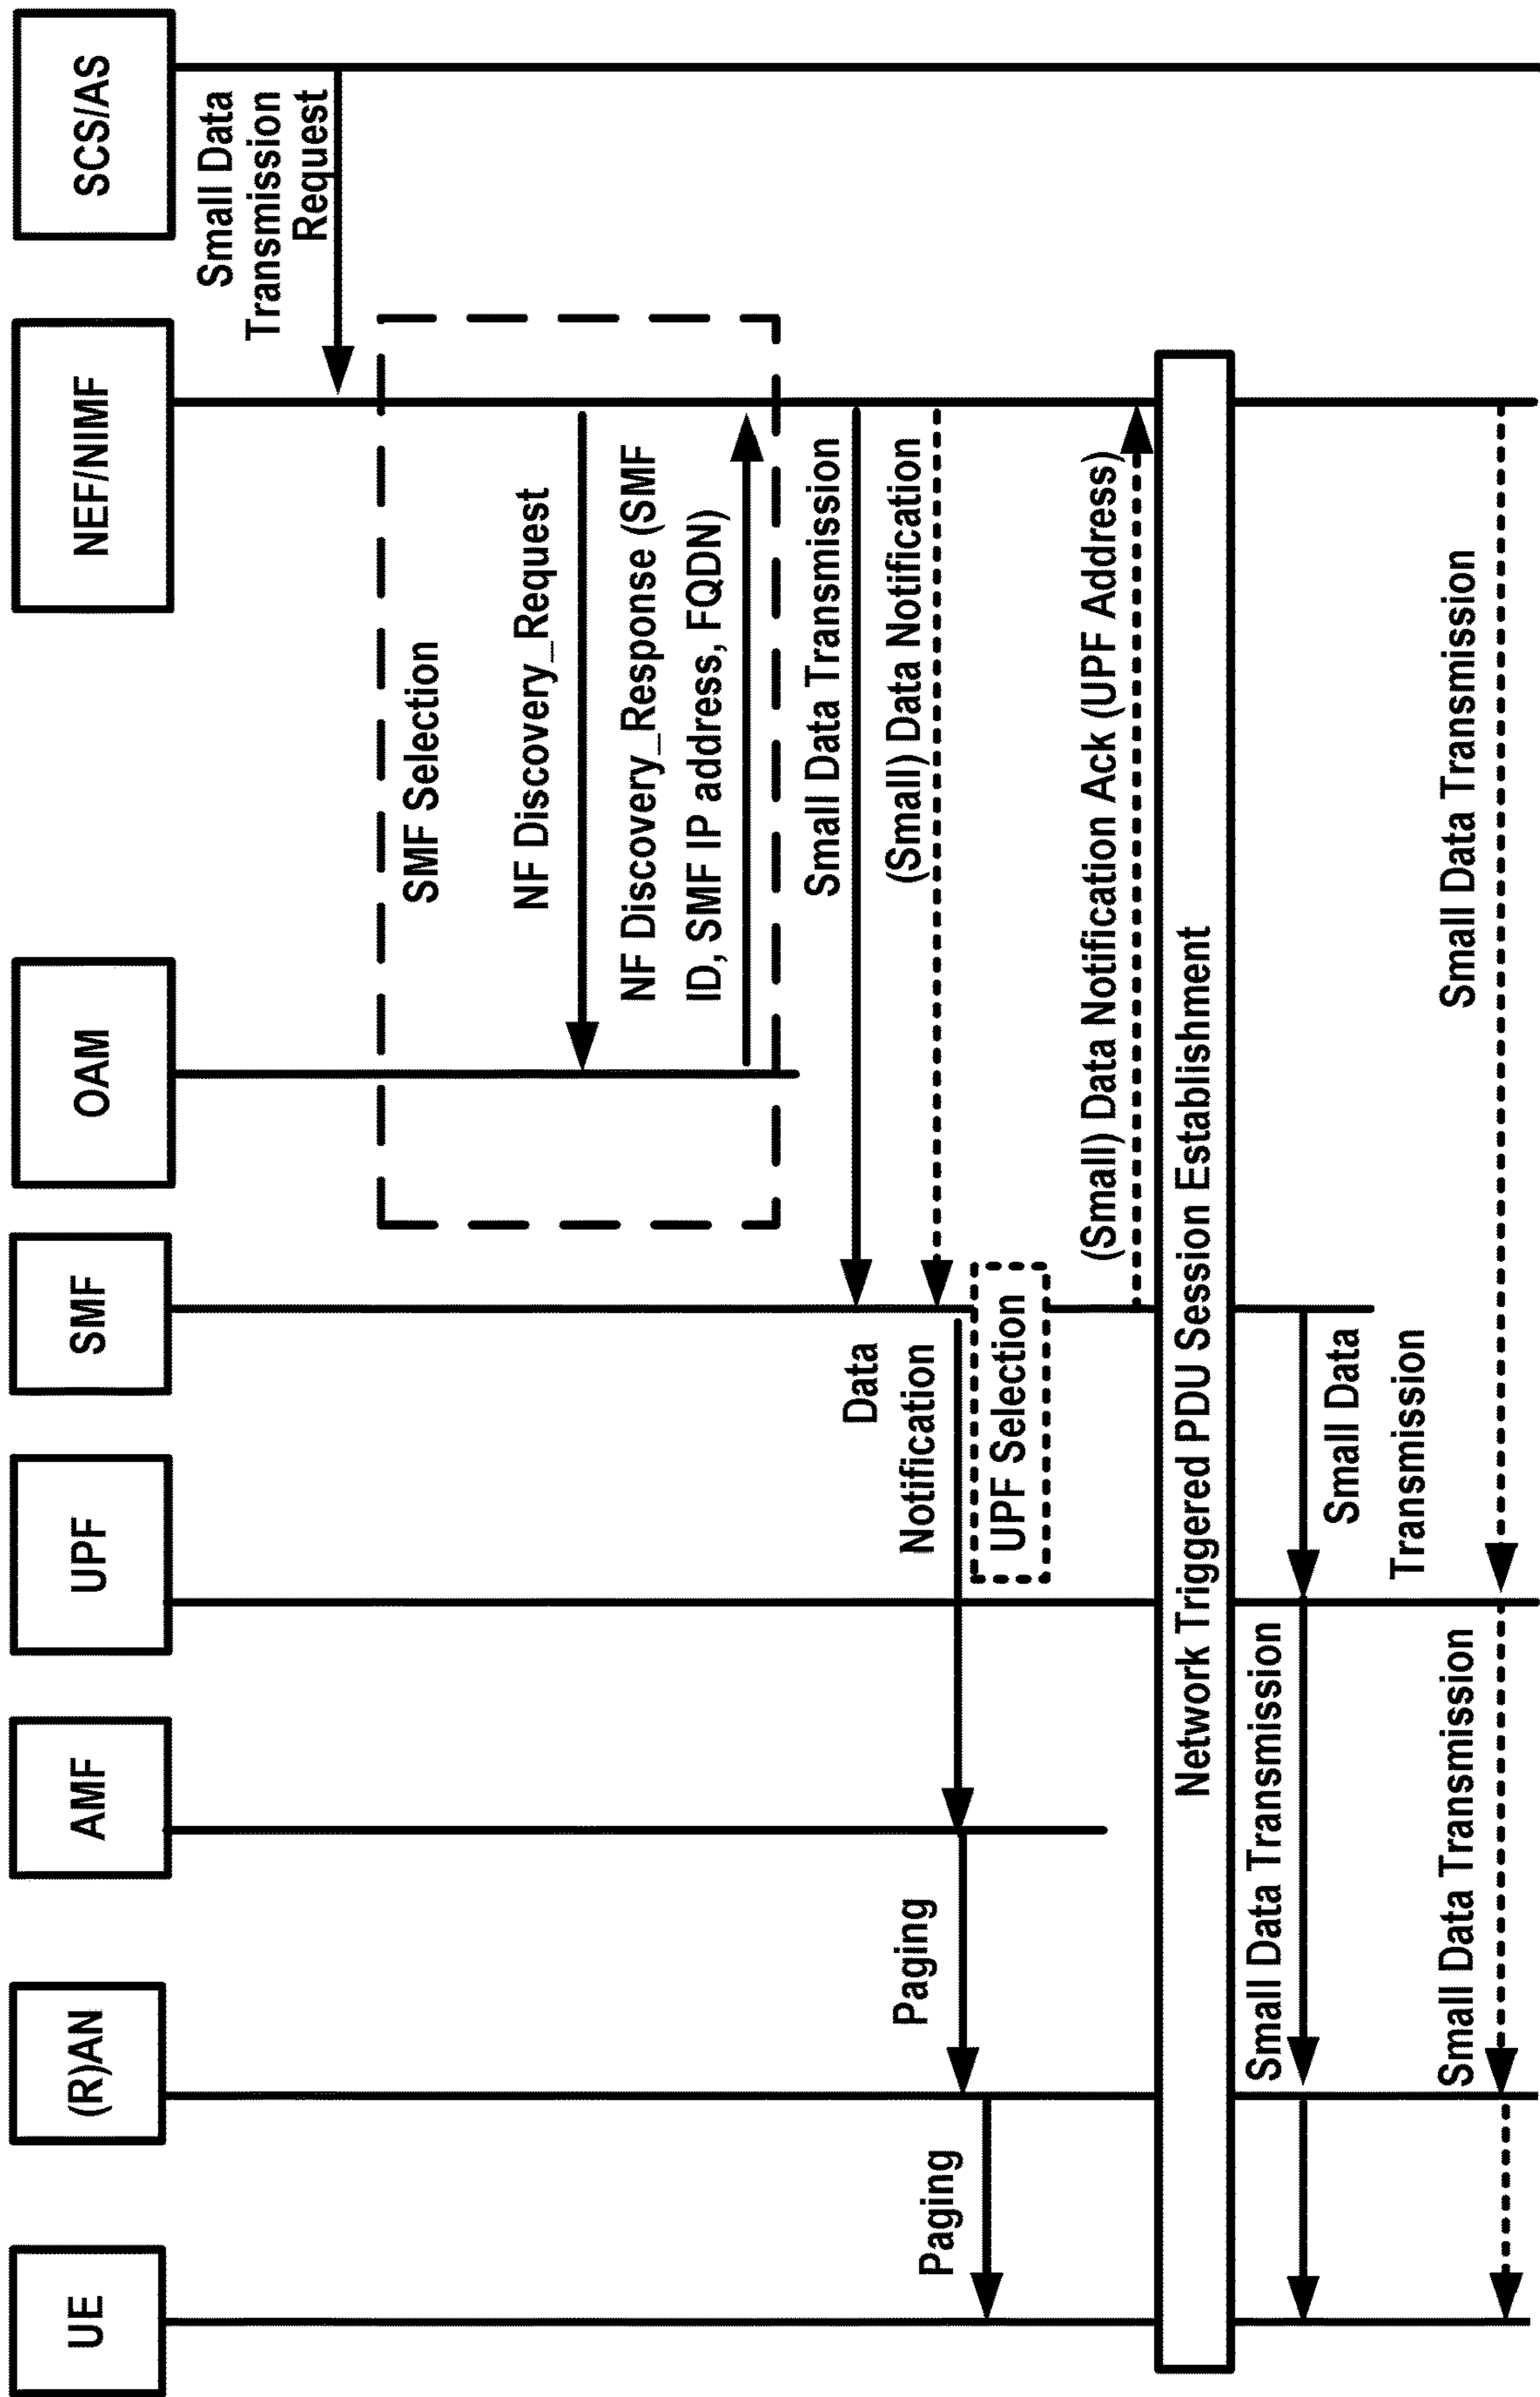 UE
(R)AN
AMF
UPF
SMF
OAM
NEF/NIMF
SCS/AS
Small Data
Transmission
Request
SMF Selection
NF Discovery_Request
NF Discovery_Response (SMF
ID, SMF IP address, FQDN)
Small Data Transmission
(Small) Data Notification
Data
Notification
Paging
Paging
UPF Selection
(Small) Data Notification Ack (UPF Address)
Network Triggered PDU Session Establishment
Small Data Transmission
Small Data
Transmission
Small Data Transmission
Small Data Transmission